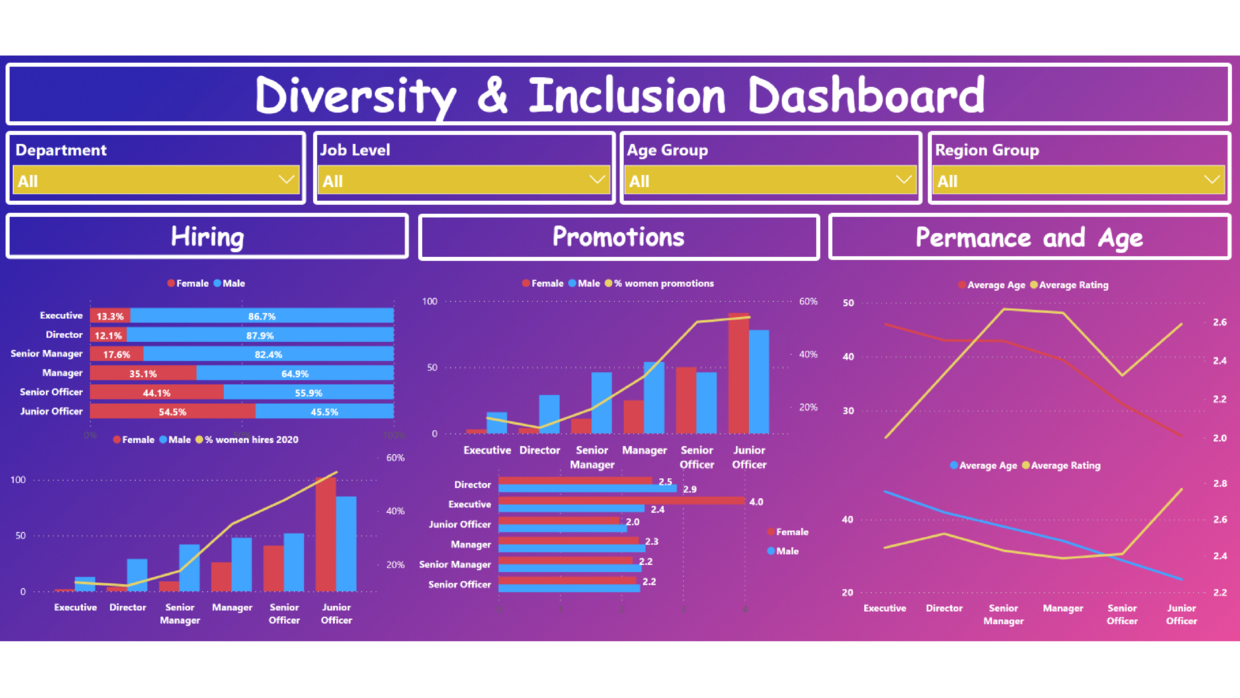 Diversity & Inclusion Dashboard
Department
All
Job Level
All
Age Group
All
Region Group
All
Hiring
Promotions
Permance and Age
Female Male
Executive 13.3% 86.7%
Director 12.1% 87.9%
Senior Manager 17.6% 82.4%
Manager 35.1% 64.9%
Senior Officer 44.1% 55.9%
Junior Officer 54.5% 45.5%
0% 100%
Female Male % women hires 2020
60%
100
40%
50
20%
0
Executive Director Senior Manager Manager Senior Officer Junior Officer
Female Male % women promotions
100 60%
40%
50
20%
0
Executive Director Senior Manager Manager Senior Officer Junior Officer
Director 2.5 2.9
Executive 4.0 2.4
Junior Officer 2.0
Manager 2.3
Senior Manager 2.2
Senior Officer 2.2
Female
Male
Average Age Average Rating
50
2.6
40 2.4
2.2
30
2.0
Average Age Average Rating
2.8
40 2.6
2.4
20 2.2
Executive Director Senior Manager Manager Senior Officer Junior Officer